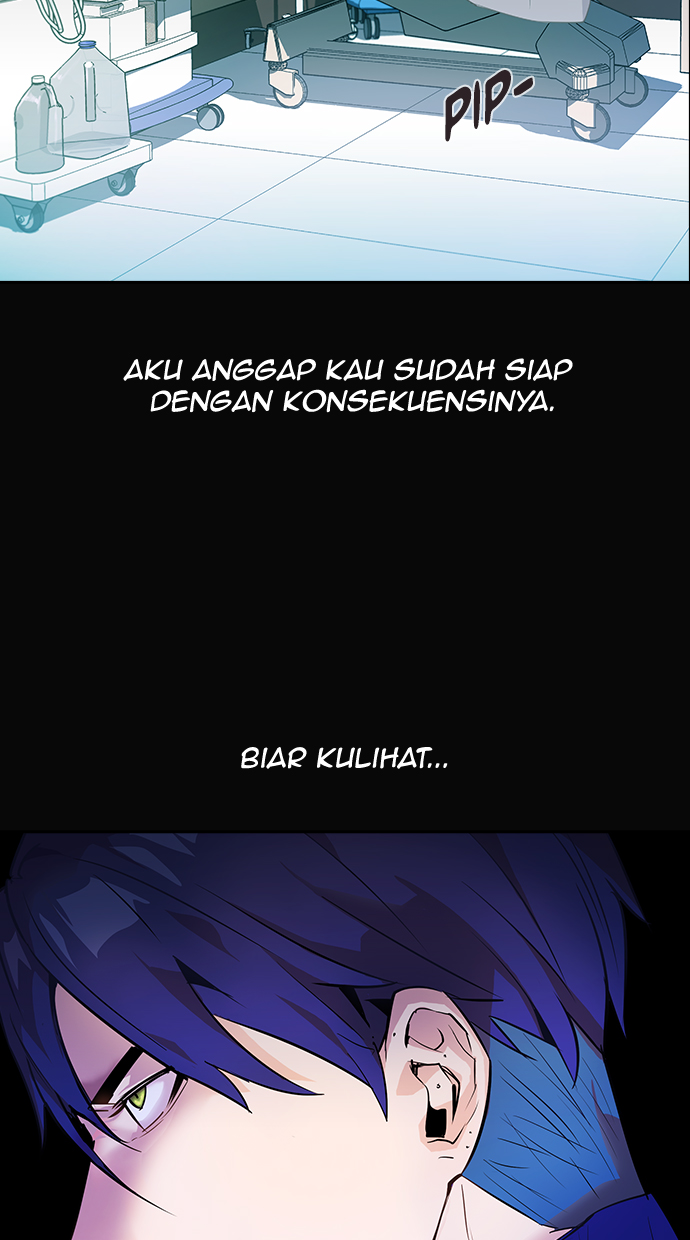 PIP-
AKU ANGGAP KAU SUDAH SIAP
DENGAN KONSEKUENSINYA.
BIAR KULIHAT...